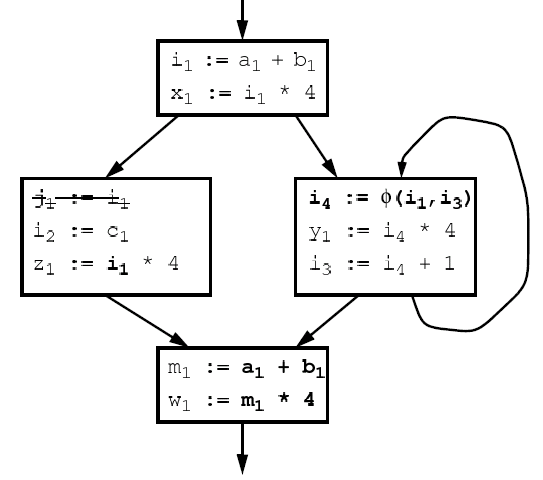 i₁ := a₁ + b₁
x₁ := i₁ * 4
j₁ := i₁
i₂ := c₁
z₁ := i₁ * 4
i₄ := ϕ(i₁,i₃)
y₁ := i₄ * 4
i₃ := i₄ + 1
m₁ := a₁ + b₁
w₁ := m₁ * 4